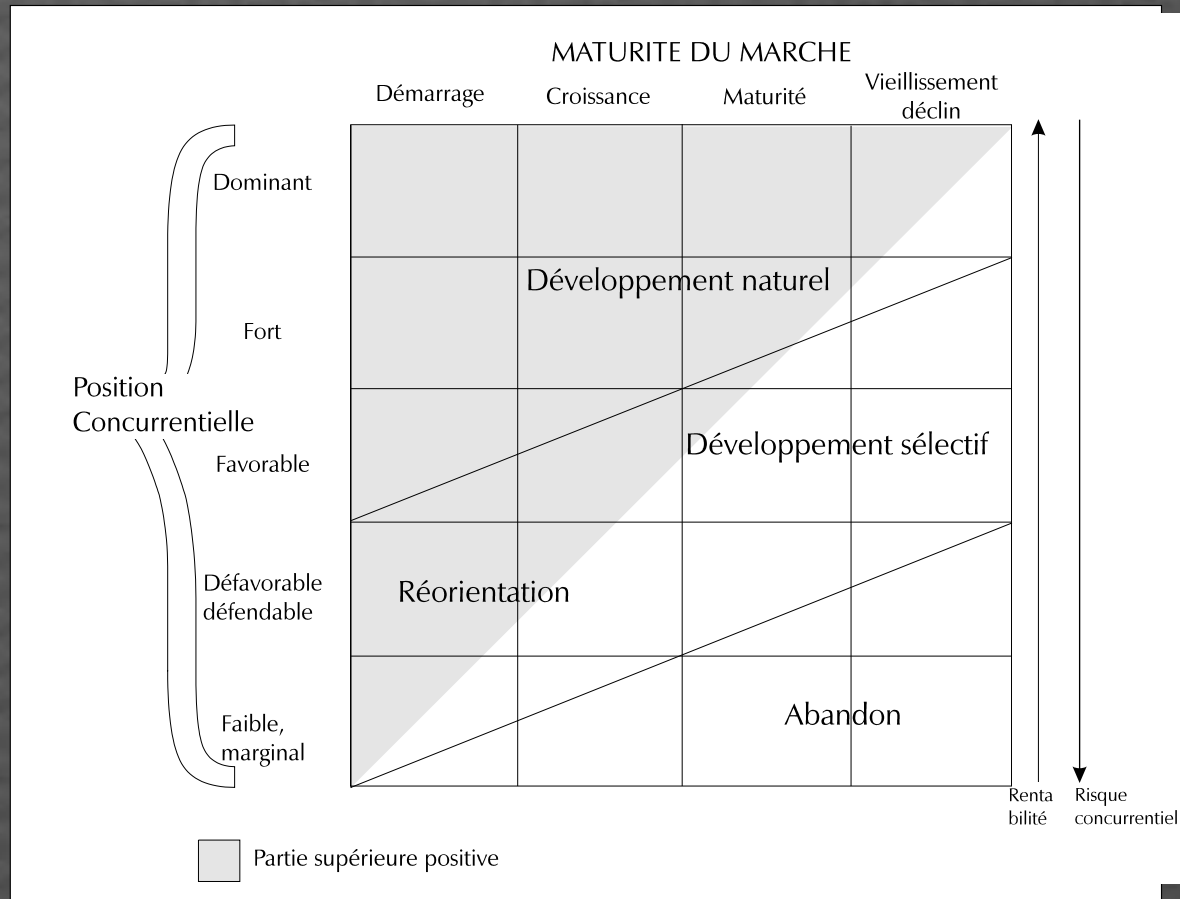 MATURITE DU MARCHE
Démarrage
Croissance
Maturité
Vieillissement
déclin
Dominant
Développement naturel
Fort
Position
Concurrentielle
Favorable
Développement sélectif
Défavorable
défendable
Réorientation
Faible,
marginal
Abandon
Renta
bilité
Risque
concurrentiel
Partie supérieure positive